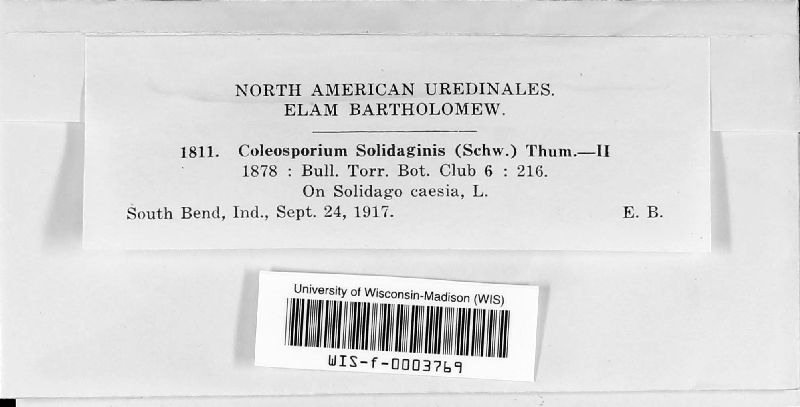 NORTH AMERICAN UREDINALES.
ELAM BARTHOLOMEW.
1811. Coleosporium Solidaginis (Schw.) Thum.—II
1878 : Bull. Torr. Bot. Club 6 : 216.
On Solidago caesia, L.
South Bend, Ind., Sept. 24, 1917. E. B.
University of Wisconsin-Madison (WIS)
WIS-f-0003769